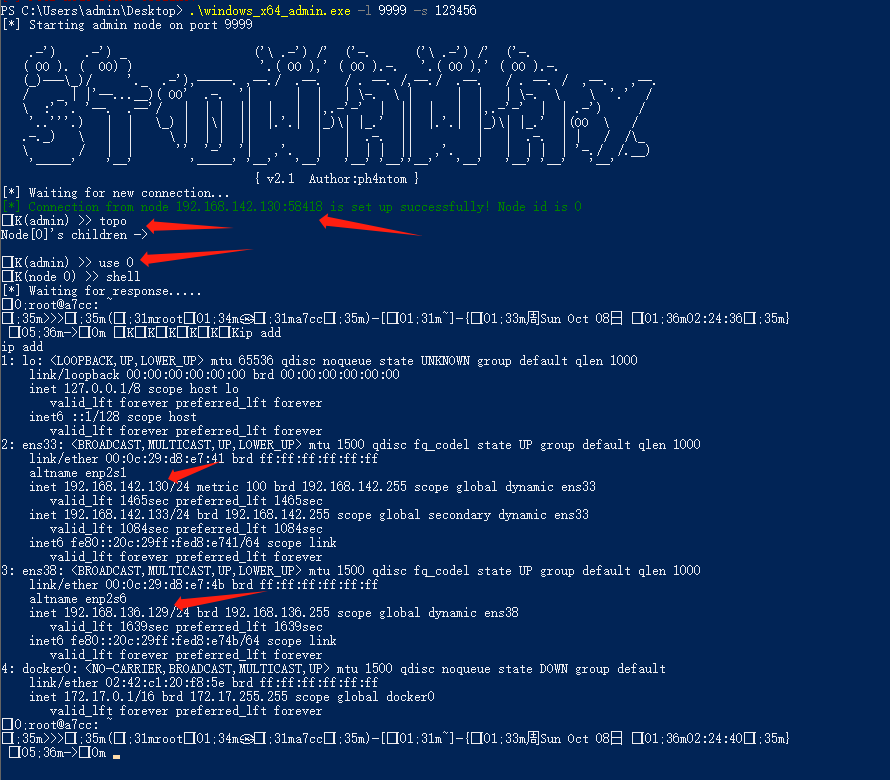 PS C:\Users\admin\Desktop> .\windows_x64_admin.exe -l 9999 -s 123456
[*] Starting admin node on port 9999
{ v2.1  Author:ph4ntom }
[*] Waiting for new connection...
[*] Connection from node 192.168.142.130:58418 is set up successfully! Node id is 0
□K(admin) >> topo
Node[0]'s children ->
□K(admin) >> use 0
□K(node 0) >> shell
[*] Waiting for response.....
□0;root@a7cc: ~
□;35m>>>□;35m(□;31mroot□01;34m㉿□;31ma7cc□;35m)-[□01;31m~]-{□01;33m周Sun Oct 08日 □01;36m02:24:36□;35m}
□05;36m->□0m □K□K□K□K□K□Kip add
ip add
1: lo: <LOOPBACK,UP,LOWER_UP> mtu 65536 qdisc noqueue state UNKNOWN group default qlen 1000
link/loopback 00:00:00:00:00:00 brd 00:00:00:00:00:00
inet 127.0.0.1/8 scope host lo
valid_lft forever preferred_lft forever
inet6 ::1/128 scope host
valid_lft forever preferred_lft forever
2: ens33: <BROADCAST,MULTICAST,UP,LOWER_UP> mtu 1500 qdisc fq_codel state UP group default qlen 1000
link/ether 00:0c:29:d8:e7:41 brd ff:ff:ff:ff:ff:ff
altname enp2s1
inet 192.168.142.130/24 metric 100 brd 192.168.142.255 scope global dynamic ens33
valid_lft 1465sec preferred_lft 1465sec
inet 192.168.142.133/24 brd 192.168.142.255 scope global secondary dynamic ens33
valid_lft 1084sec preferred_lft 1084sec
inet6 fe80::20c:29ff:fed8:e741/64 scope link
valid_lft forever preferred_lft forever
3: ens38: <BROADCAST,MULTICAST,UP,LOWER_UP> mtu 1500 qdisc fq_codel state UP group default qlen 1000
link/ether 00:0c:29:d8:e7:4b brd ff:ff:ff:ff:ff:ff
altname enp2s6
inet 192.168.136.129/24 brd 192.168.136.255 scope global dynamic ens38
valid_lft 1639sec preferred_lft 1639sec
inet6 fe80::20c:29ff:fed8:e74b/64 scope link
valid_lft forever preferred_lft forever
4: docker0: <NO-CARRIER,BROADCAST,MULTICAST,UP> mtu 1500 qdisc noqueue state DOWN group default
link/ether 02:42:c1:20:f8:5e brd ff:ff:ff:ff:ff:ff
inet 172.17.0.1/16 brd 172.17.255.255 scope global docker0
valid_lft forever preferred_lft forever
□0;root@a7cc: ~
□;35m>>>□;35m(□;31mroot□01;34m㉿□;31ma7cc□;35m)-[□01;31m~]-{□01;33m周Sun Oct 08日 □01;36m02:24:40□;35m}
□05;36m->□0m